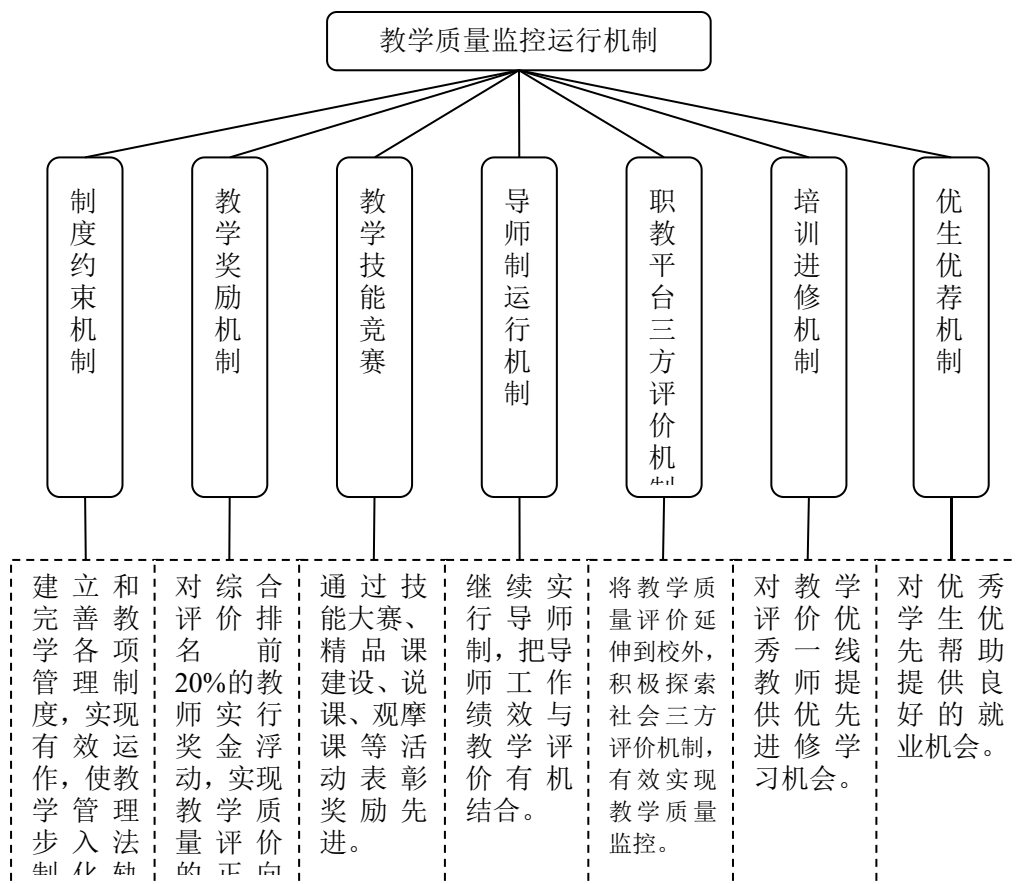 教学质量监控运行机制
制度约束机制
教学奖励机制
教学技能竞赛
导师制运行机制
职教平台三方评价机制
培训进修机制
优生优荐机制
建立和
完善教
学各项
管理制
度，实现
有效运
作，使教
学管理
步入法
制化轨
对综合
评价排
名前
20%的教
师实行
奖金浮
动，实现
教学质
量评价
的正向
通过技
能大赛、
精品课
建设、说
课、观摩
课等活
动表彰
奖励先
进。
继续实
行导师
制，把导
师工作
绩效与
教学评
价有机
结合。
将教学质
量评价延
伸到校外，
积极探索
社会三方
评价机制，
有效实现
教学质量
监控。
对教学
评价优
秀一线
教师提
供优先
进修学
习机会。
对优秀
学生优
先帮助
提供良
好的就
业机会。